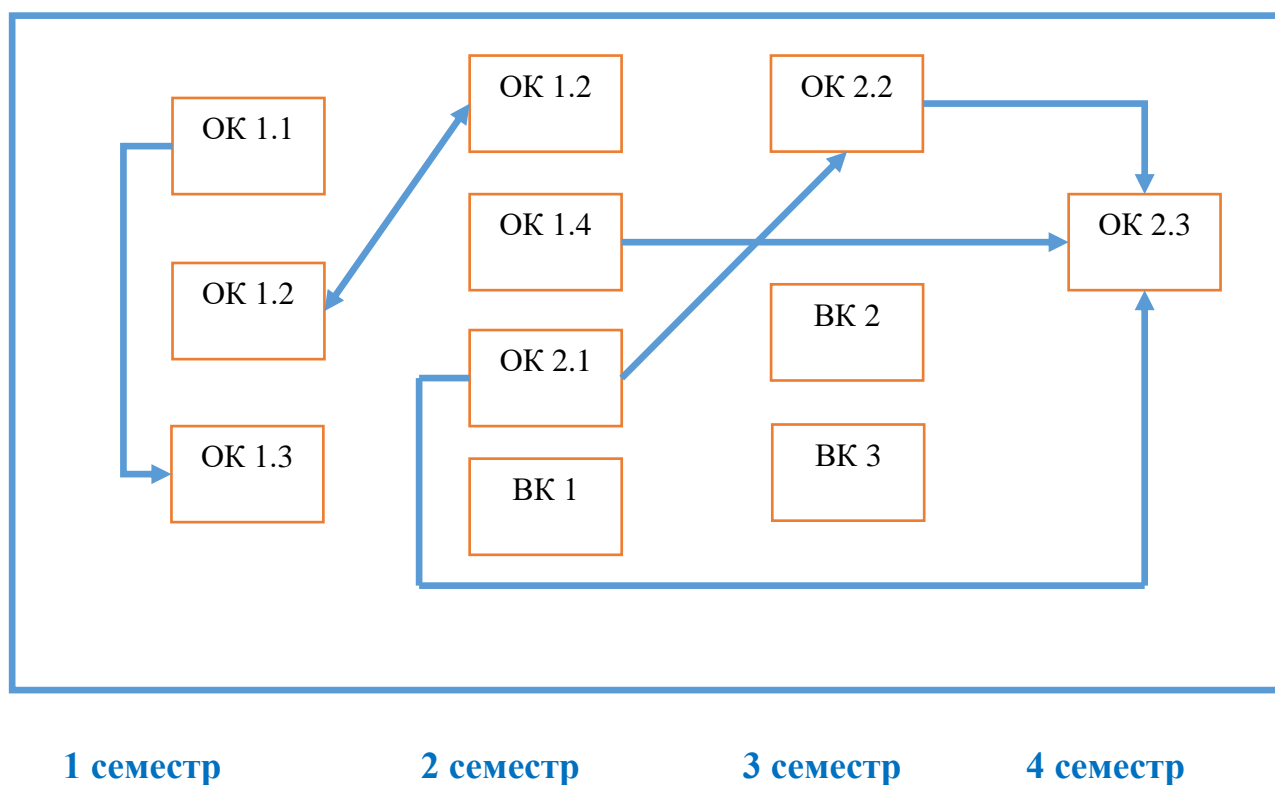 ОК 1.1
ОК 1.2
ОК 1.3
ОК 1.2
ОК 1.4
ОК 2.1
ВК 1
ОК 2.2
ВК 2
ВК 3
ОК 2.3
1 семестр
2 семестр
3 семестр
4 семестр